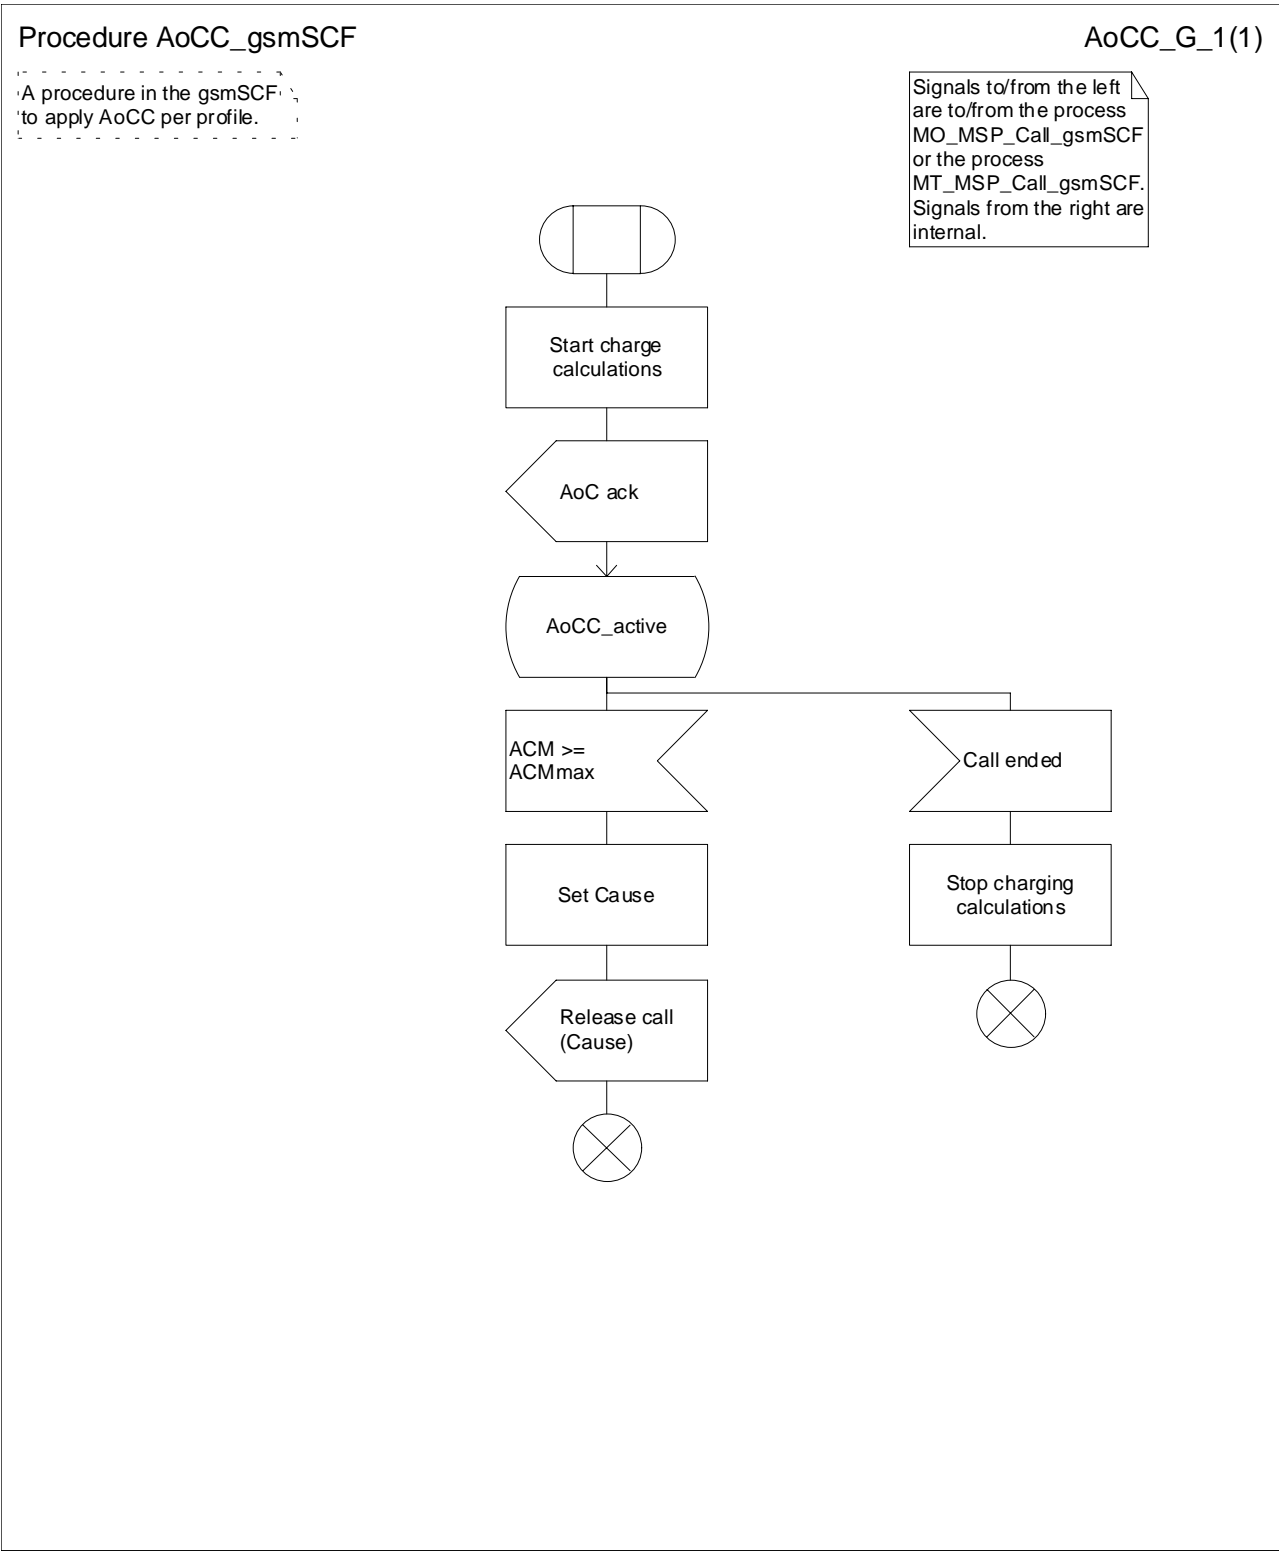 Procedure AoCC_gsmSCF
AoCC_G_1(1)
A procedure in the gsmSCF
to apply AoCC per profile.
Signals to/from the left
are to/from the process
MO_MSP_Call_gsmSCF
or the process
MT_MSP_Call_gsmSCF.
Signals from the right are
internal.
Start charge
calculations
AoC ack
AoCC_active
ACM >=
ACMmax
Call ended
Set Cause
Stop charging
calculations
Release call
(Cause)